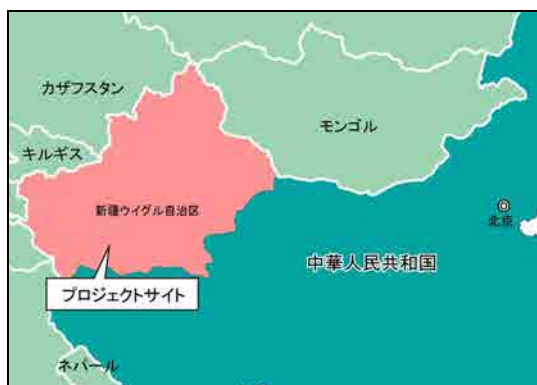 カザフスタン
モンゴル
キルギス
新疆ウイグル自治区
北京
中華人民共和国
プロジェクトサイト
ネパール